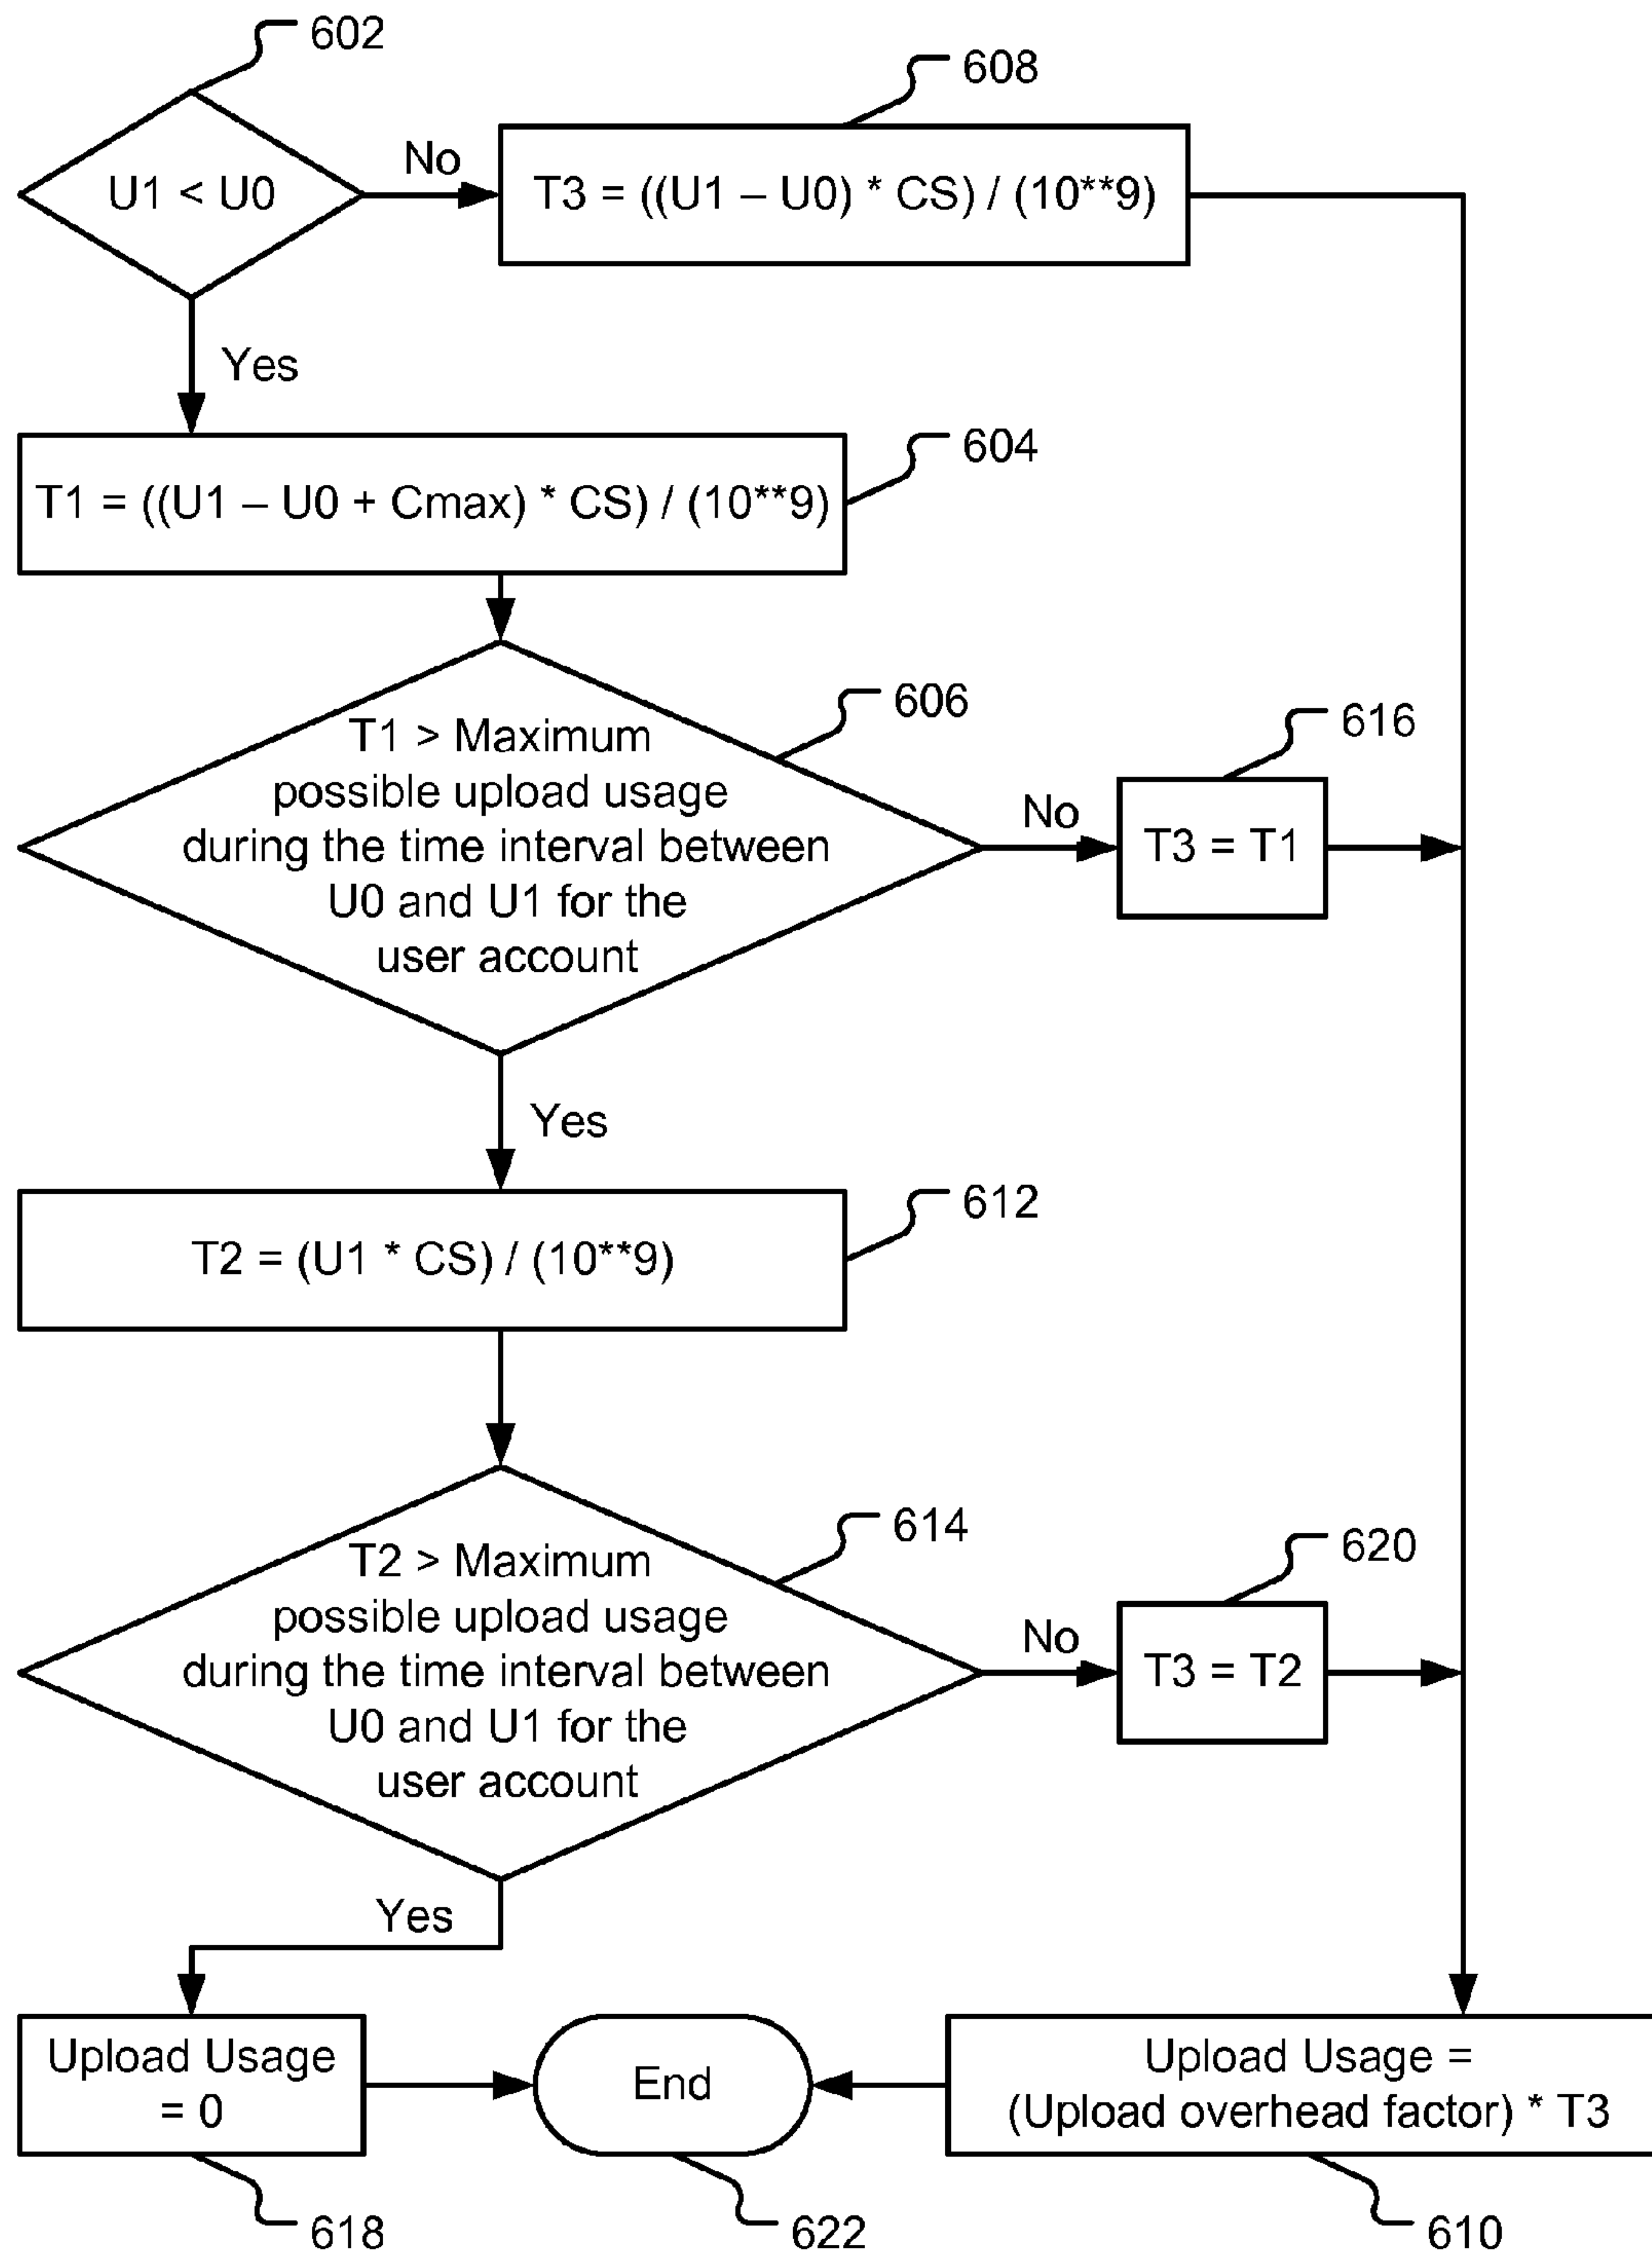 602
608
U1 < U0
No
T3 = ((U1 – U0) * CS) / (10**9)
Yes
604
T1 = ((U1 – U0 + Cmax) * CS) / (10**9)
606
T1 > Maximum
possible upload usage
during the time interval between
U0 and U1 for the
user account
No
616
T3 = T1
Yes
612
T2 = (U1 * CS) / (10**9)
614
T2 > Maximum
possible upload usage
during the time interval between
U0 and U1 for the
user account
No
620
T3 = T2
Yes
Upload Usage
= 0
End
Upload Usage =
(Upload overhead factor) * T3
618
622
610